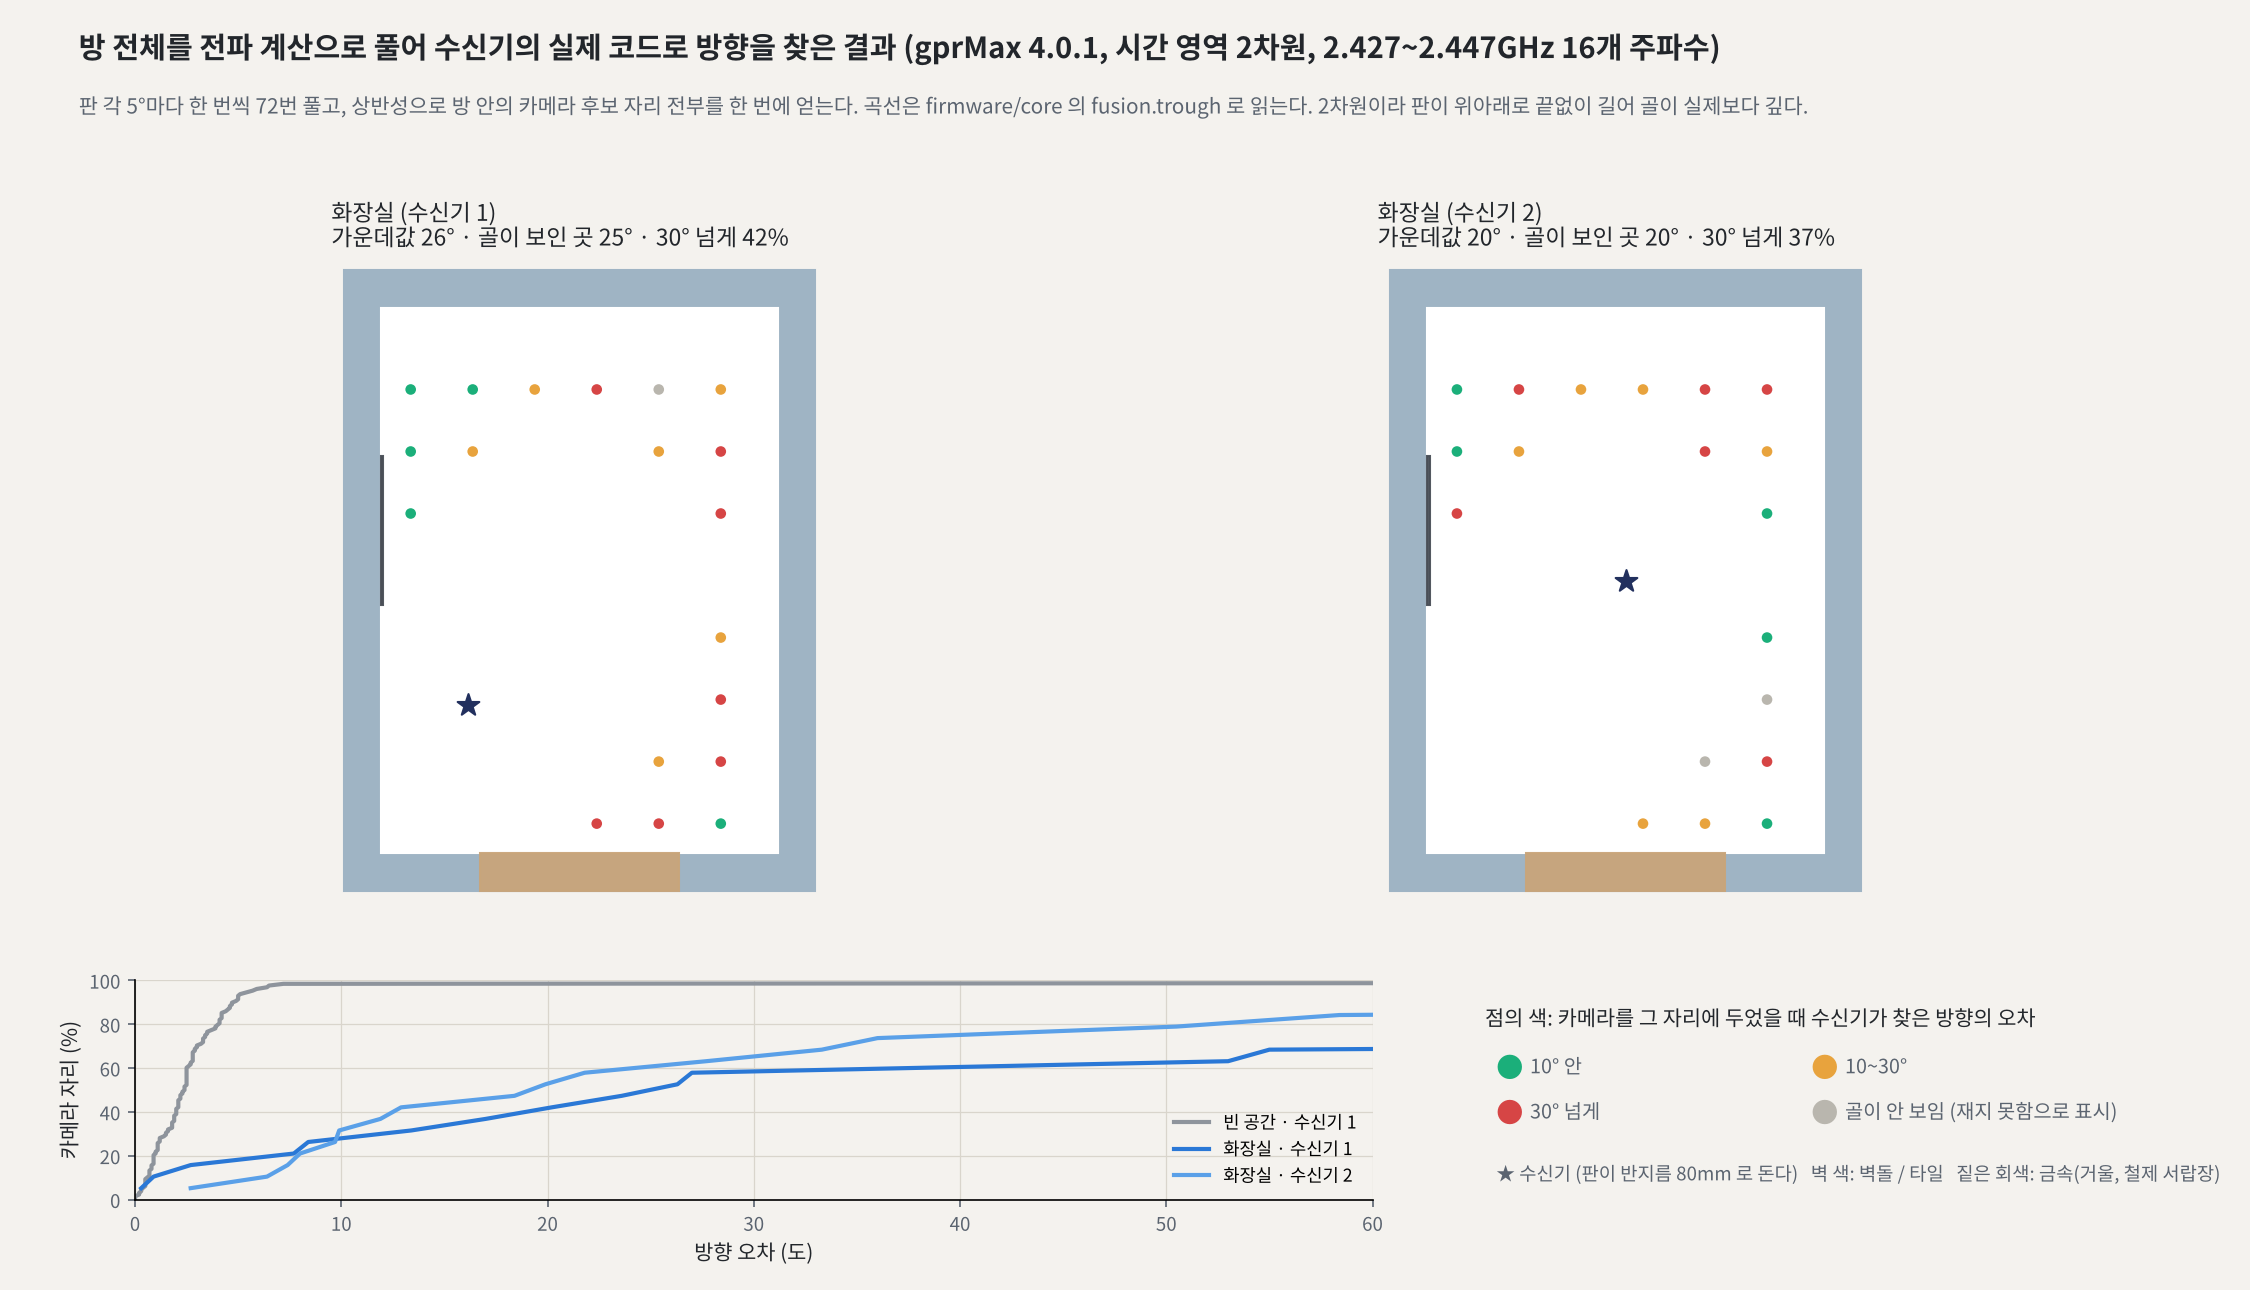 방 전체를 전파 계산으로 풀어 수신기의 실제 코드로 방향을 찾은 결과 (gprMax 4.0.1, 시간 영역 2차원, 2.427~2.447GHz 16개 주파수)
판 각 5°마다 한 번씩 72번 풀고, 상반성으로 방 안의 카메라 후보 자리 전부를 한 번에 얻는다. 곡선은 firmware/core 의 fusion.trough 로 읽는다. 2차원이라 판이 위아래로 끝없이 길어 골이 실제보다 깊다.
화장실 (수신기 1)
가운데값 26° · 골이 보인 곳 25° · 30° 넘게 42%
화장실 (수신기 2)
가운데값 20° · 골이 보인 곳 20° · 30° 넘게 37%
카메라 자리 (%)
100
80
60
40
20
0
0 10 20 30 40 50 60
방향 오차 (도)
빈 공간 · 수신기 1
화장실 · 수신기 1
화장실 · 수신기 2
점의 색: 카메라를 그 자리에 두었을 때 수신기가 찾은 방향의 오차
10° 안
10~30°
30° 넘게
골이 안 보임 (재지 못함으로 표시)
★ 수신기 (판이 반지름 80mm 로 돈다) 벽 색: 벽돌 / 타일 짙은 회색: 금속(거울, 철제 서랍장)